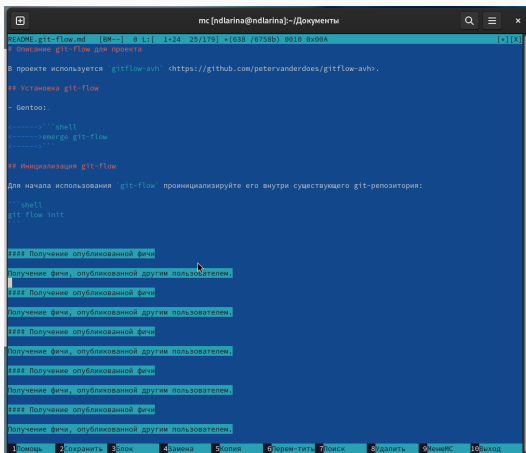 mc [ndlarina@ndlarina]:~/Документы
README.git-flow.md [BM--] 0 L:[ 1+24 25/179] *(638 /6758b) 0010 0x00A [*][X]
# Описание git-flow для проекта
В проекте используется `gitflow-avh` <https://github.com/petervanderdoes/gitflow-avh>.
## Установка git-flow
- Gentoo:
<------>```shell
<------>emerge git-flow
<------>```
## Инициализация git-flow
Для начала использования `git-flow` проинициализируйте его внутри существующего git-репозитория:
```shell
git flow init
```
#### Получение опубликованной фичи
Получение фичи, опубликованной другим пользователем.
#### Получение опубликованной фичи
Получение фичи, опубликованной другим пользователем.
#### Получение опубликованной фичи
Получение фичи, опубликованной другим пользователем.
#### Получение опубликованной фичи
Получение фичи, опубликованной другим пользователем.
#### Получение опубликованной фичи
Получение фичи, опубликованной другим пользователем.
1Помощь 2Сохранить 3Блок 4Замена 5Копия 6Перем~тить 7Поиск 8Удалить 9МенюMC 10Выход